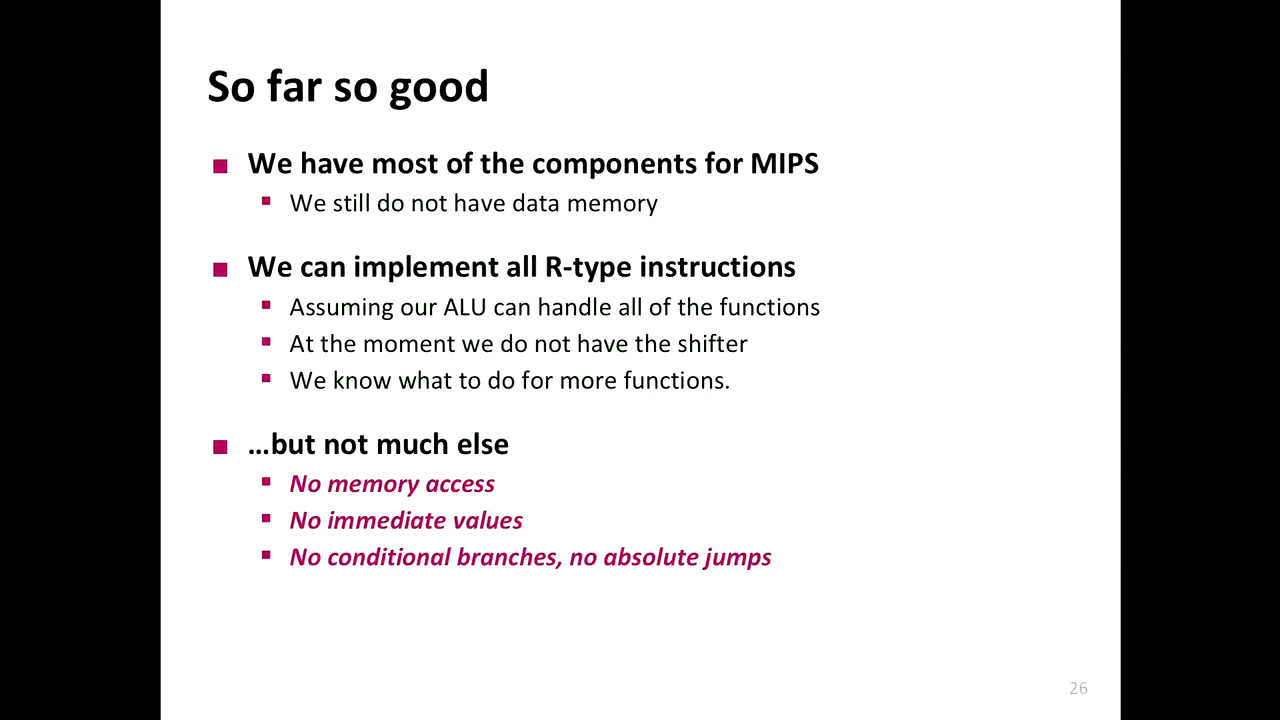 So far so good
We have most of the components for MIPS
We still do not have data memory
We can implement all R-type instructions
Assuming our ALU can handle all of the functions
At the moment we do not have the shifter
We know what to do for more functions.
…but not much else
No memory access
No immediate values
No conditional branches, no absolute jumps
26